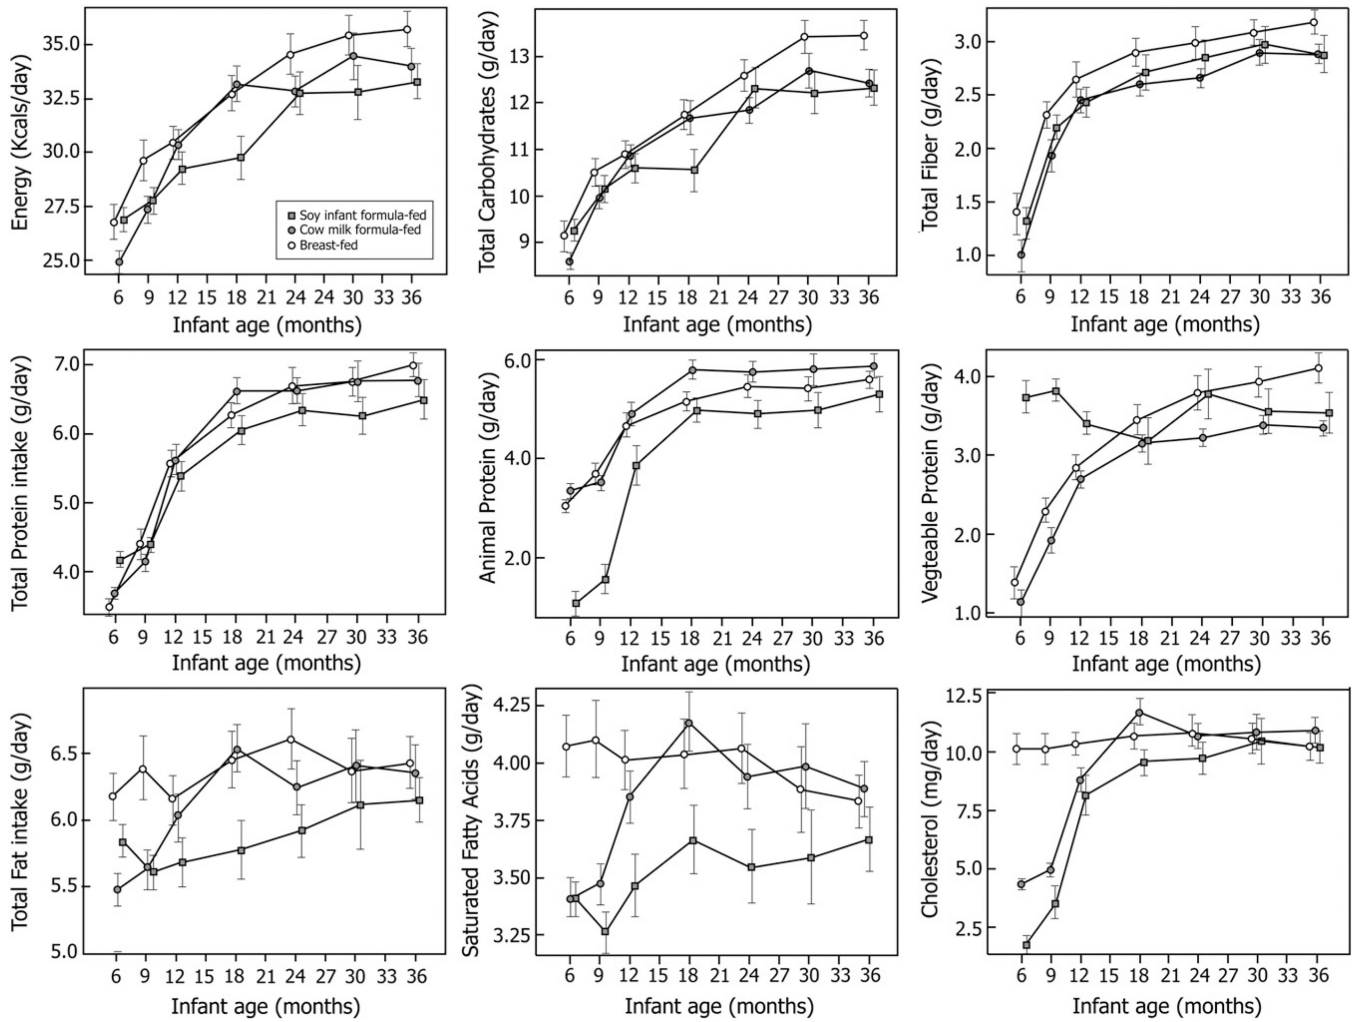 Energy (Kcals/day)
35.0
32.5
30.0
27.5
25.0
Soy infant formula-fed
Cow milk formula-fed
Breast-fed
6 9 12 18 21 24 30 33 36
Infant age (months)
Total Carbohydrates (g/day)
13
12
11
10
9
6 9 12 15 18 21 24 27 30 33 36
Infant age (months)
Total Fiber (g/day)
3.0
2.5
2.0
1.5
1.0
6 9 12 15 18 21 24 27 30 33 36
Infant age (months)
Total Protein intake (g/day)
7.0
6.0
5.0
4.0
6 9 12 15 18 21 24 27 30 33 36
Infant age (months)
Animal Protein (g/day)
6.0
4.0
2.0
6 9 12 15 18 21 24 27 30 33 36
Infant age (months)
Vegteable Protein (g/day)
4.0
3.0
2.0
1.0
6 9 12 15 18 21 24 27 30 33 36
Infant age (months)
Total Fat intake (g/day)
6.5
6.0
5.5
5.0
6 9 12 15 18 21 24 27 30 33 36
Infant age (months)
Saturated Fatty Acids (g/day)
4.25
4.00
3.75
3.50
3.25
6 9 12 15 18 21 24 27 30 33 36
Infant age (months)
Cholesterol (mg/day)
12.5
10.0
7.5
5.0
2.5
6 9 12 15 18 21 24 27 30 33 36
Infant age (months)